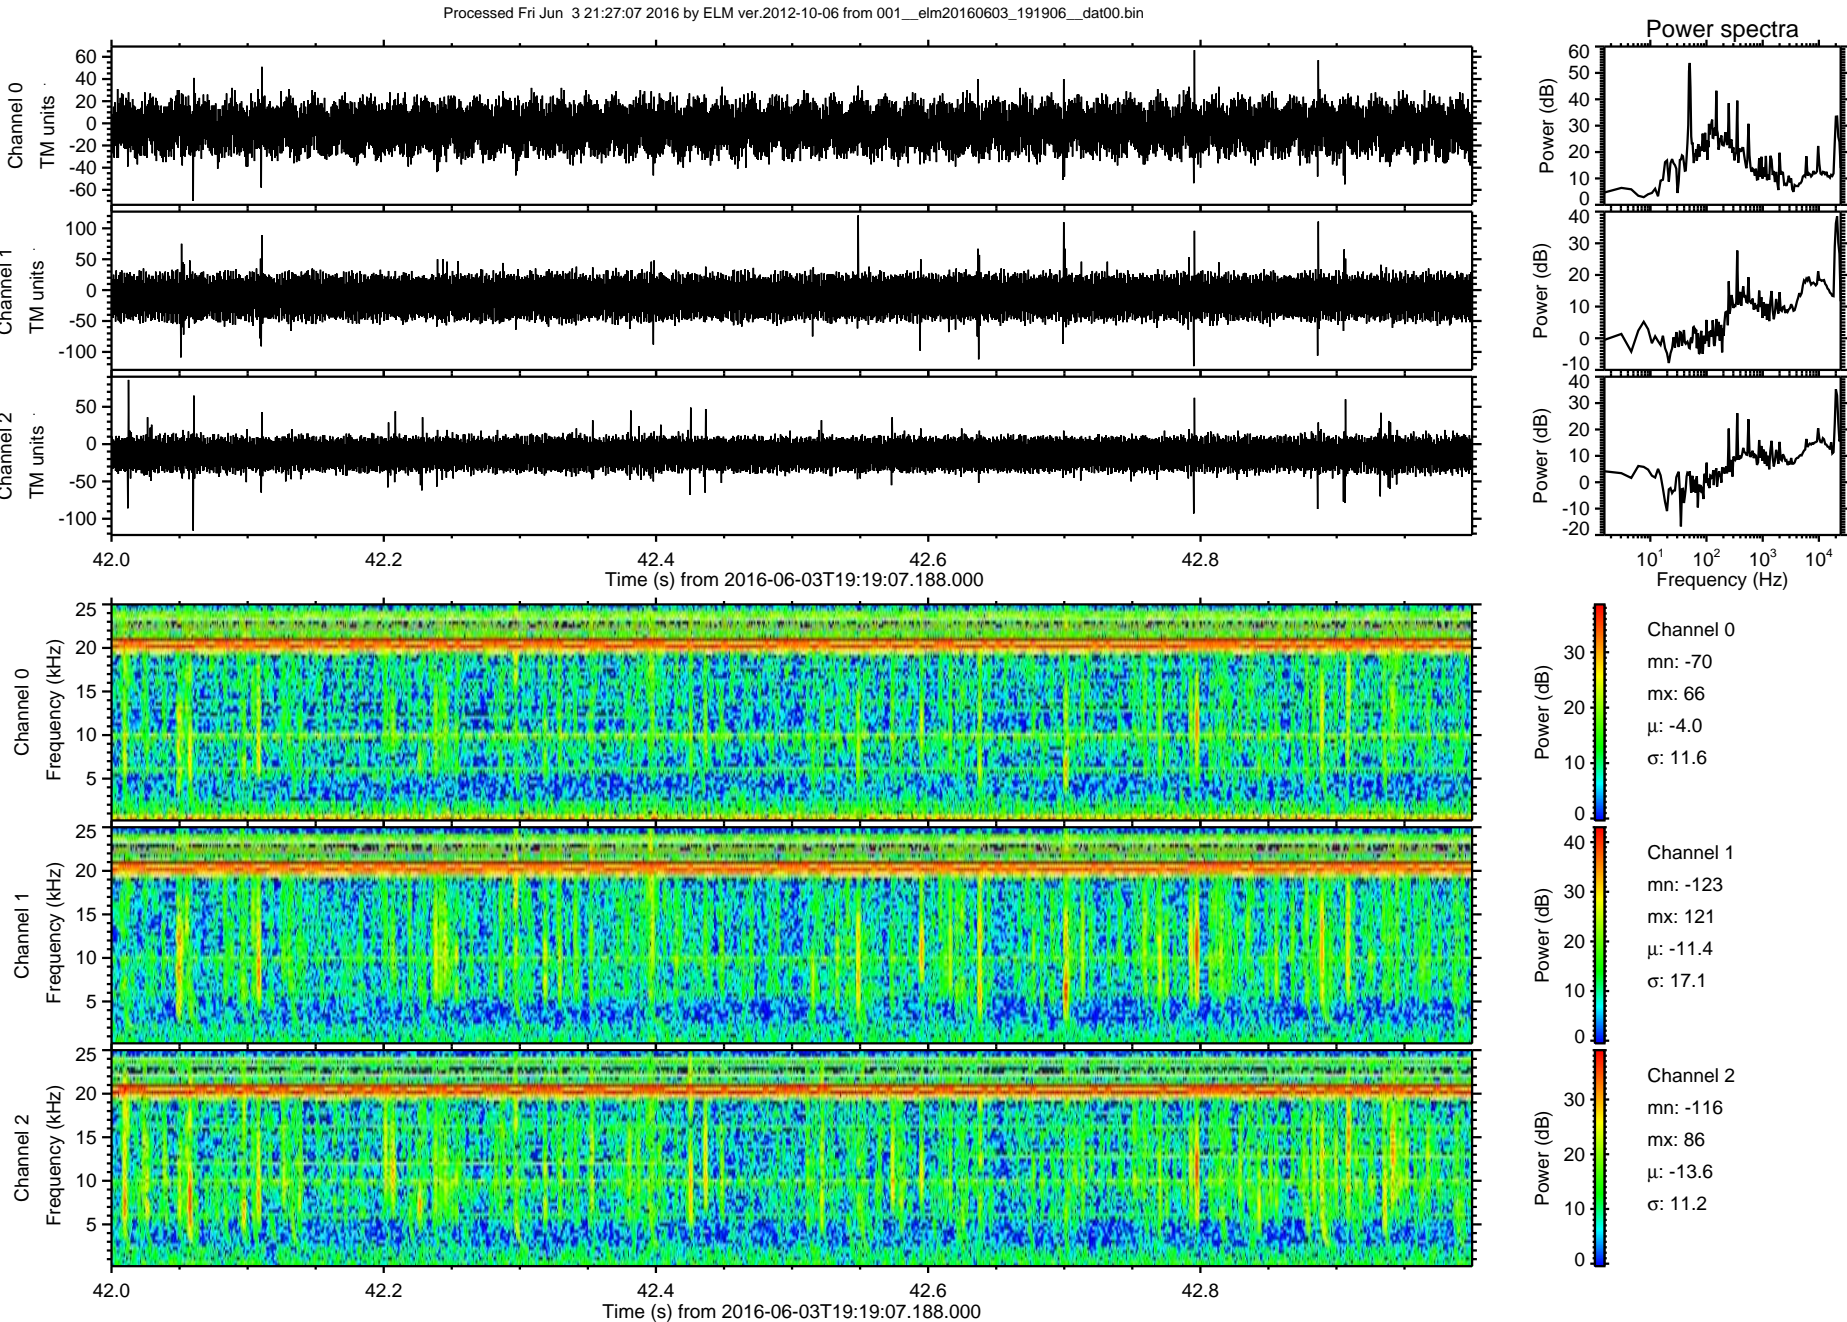 Processed Fri Jun 3 21:27:07 2016 by ELM ver.2012-10-06 from 001__elm20160603_191906__dat00.bin
Power spectra
Channel 0
TM units
60
40
20
0
-20
-40
-60
Power (dB)
60
50
40
30
20
10
0
Channel 1
TM units
100
50
0
-50
-100
Power (dB)
40
30
20
10
0
-10
Channel 2
TM units
50
0
-50
-100
Power (dB)
40
30
20
10
0
-10
-20
42.0 42.2 42.4 42.6 42.8
Time (s) from 2016-06-03T19:19:07.188.000
10^1 10^2 10^3 10^4
Frequency (Hz)
Channel 0
Frequency (kHz)
25
20
15
10
5
Power (dB)
30
20
10
0
Channel 0
mn: -70
mx: 66
μ: -4.0
σ: 11.6
Channel 1
Frequency (kHz)
25
20
15
10
5
Power (dB)
40
30
20
10
0
Channel 1
mn: -123
mx: 121
μ: -11.4
σ: 17.1
Channel 2
Frequency (kHz)
25
20
15
10
5
Power (dB)
30
20
10
0
Channel 2
mn: -116
mx: 86
μ: -13.6
σ: 11.2
42.0 42.2 42.4 42.6 42.8
Time (s) from 2016-06-03T19:19:07.188.000